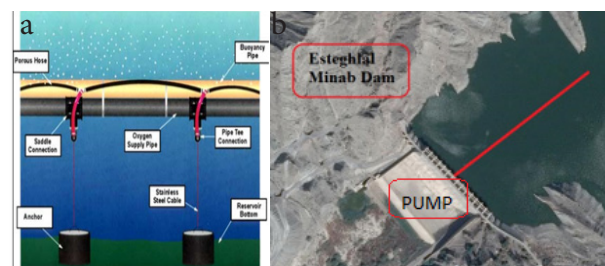 a
Porous Hose
Buoyancy
Pipe
Saddle
Connection
Oxygen
Supply Pipe
Pipe Tee
Connection
Stainless
Steel Cable
Anchor
Reservoir
Bottom
b
Esteghlal
Minab Dam
PUMP